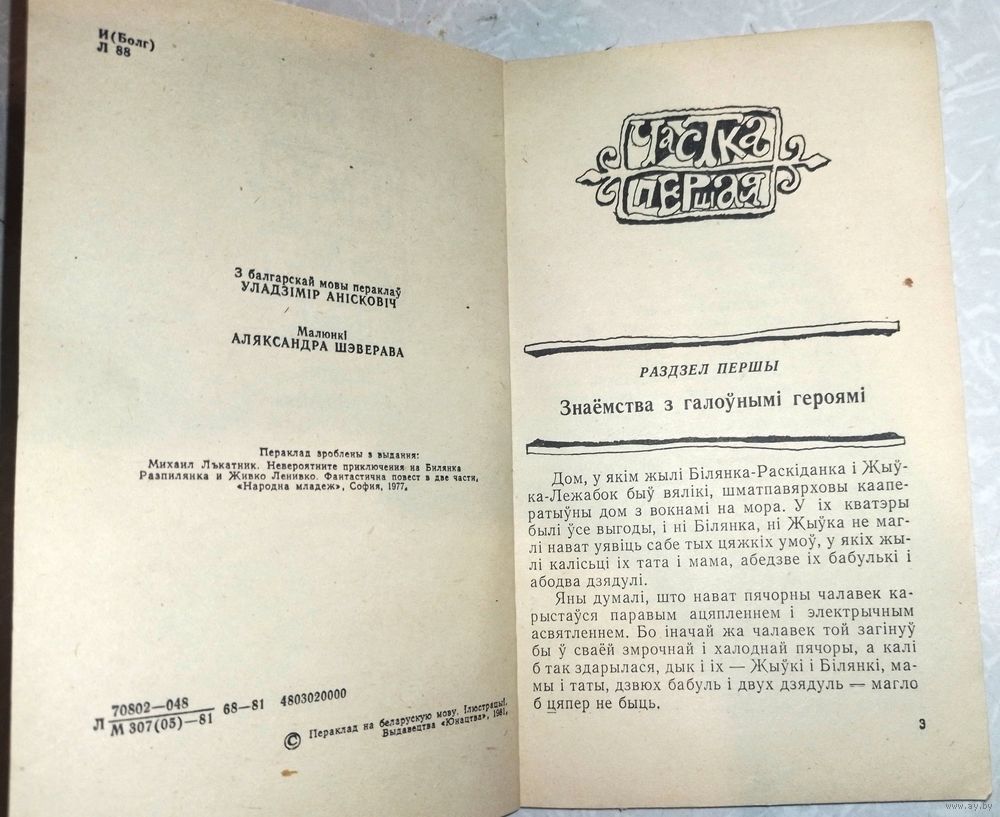 И(Болг)
Л 88
З балгарскай мовы пераклаў
УЛАДЗІМІР АНІСКОВІЧ
Малюнкі
АЛЯКСАНДРА ШЭВЕРАВА
Пераклад зроблены з выдання:
Михаил Лъкатник. Невероятните приключения на Билянка
Разпилянка и Живко Ленивко. Фантастична повест в две части,
«Народна младеж», София, 1977.
Л 70802—048
М 307(05)—81 68—81 4803020000
© Пераклад на беларускую мову. Ілюстрацыі.
Выдавецтва «Юнацтва», 1981.
Частка
першая
РАЗДЗЕЛ ПЕРШЫ
Знаёмства з галоўнымі героямі
Дом, у якім жылі Білянка-Раскіданка і Жыў-
ка-Лежабок быў вялікі, шматпавярховы каапе-
ратыўны дом з вокнамі на мора. У іх кватэры
былі ўсе выгоды, і ні Білянка, ні Жыўка не маг-
лі нават уявіць сабе тых цяжкіх умоў, у якіх жы-
лі калісьці іх тата і мама, абедзве іх бабулькі і
абодва дзядулі.
Яны думалі, што нават пячорны чалавек ка-
рыстаўся паравым ацяпленнем і электрычным
асвятленнем. Бо іначай жа чалавек той загінуў
бы ў сваёй змрочнай і халоднай пячоры, а калі
б так здарылася, дык і іх — Жыўкі і Білянкі, ма-
мы і таты, дзвюх бабуль і двух дзядуль — магло
б цяпер не быць.
3
www.ay.by